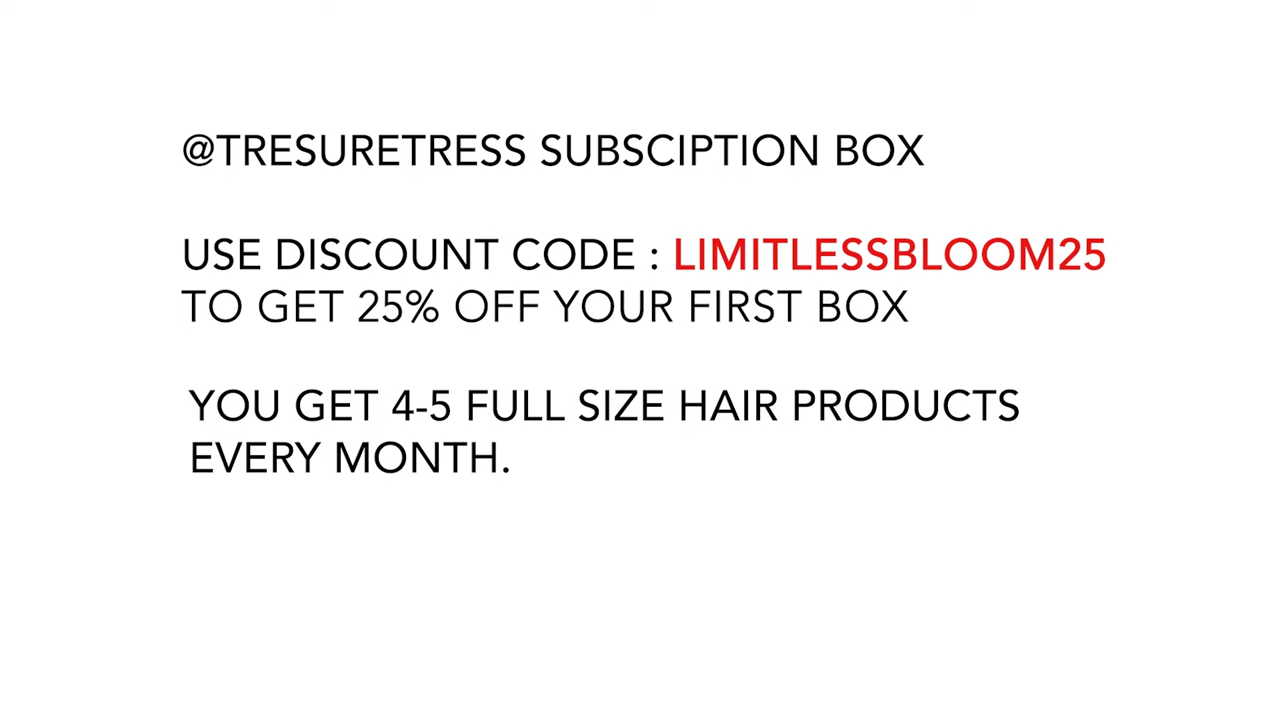 @TRESURETRESS SUBSCIPTION BOX
USE DISCOUNT CODE : LIMITLESSBLOOM25
TO GET 25% OFF YOUR FIRST BOX
YOU GET 4-5 FULL SIZE HAIR PRODUCTS
EVERY MONTH.